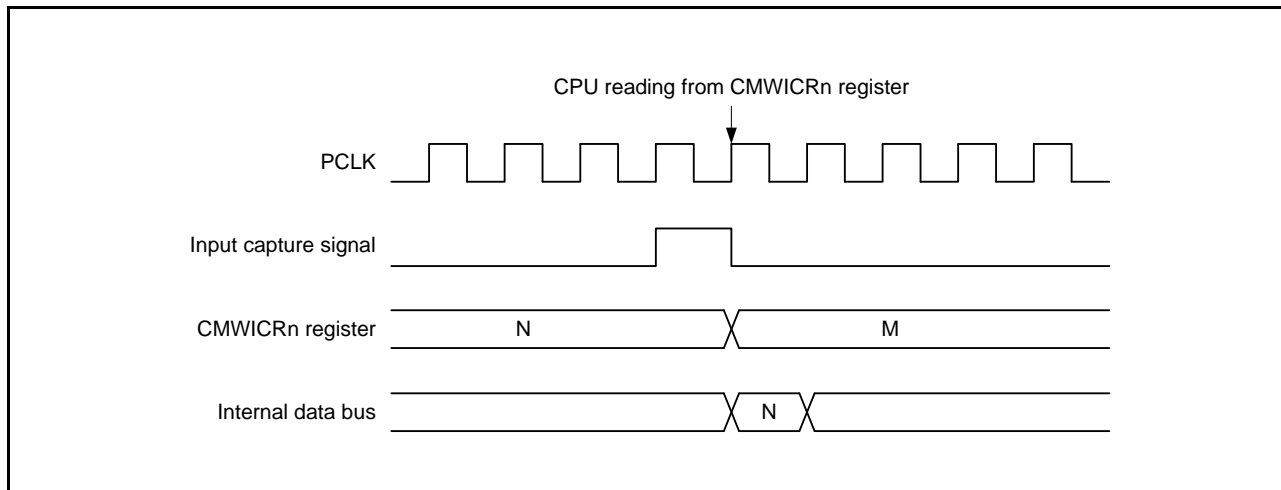 CPU reading from CMWICRn register
PCLK
Input capture signal
CMWICRn register
N
M
Internal data bus
N